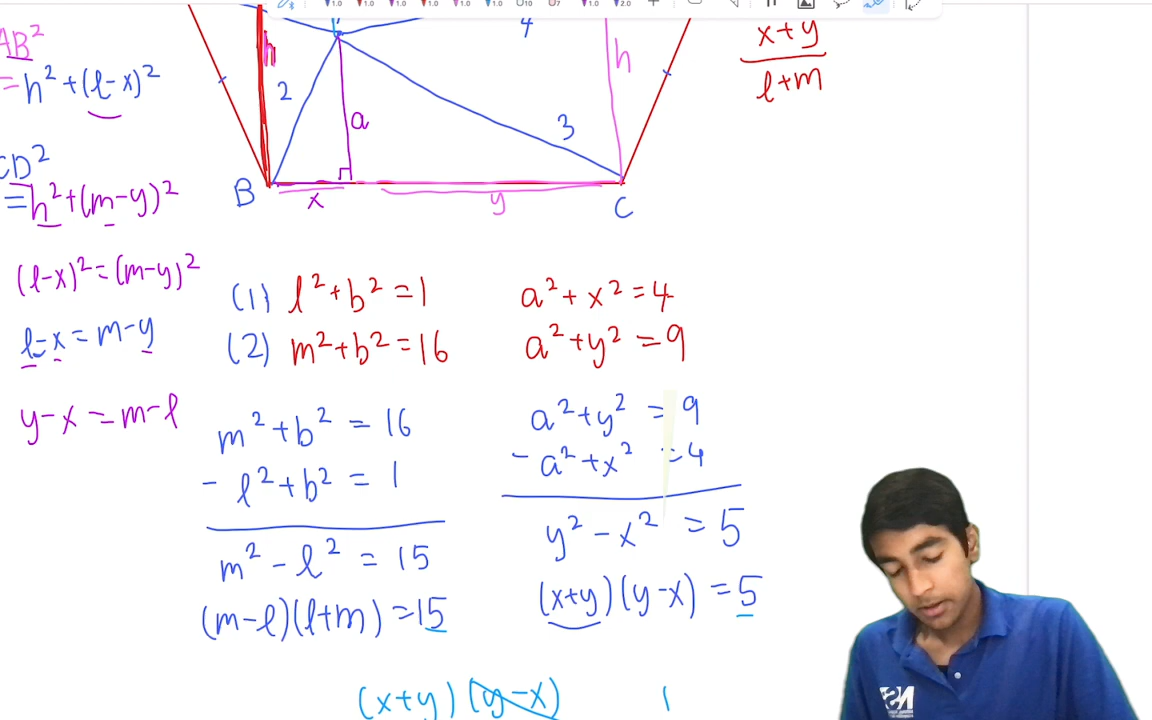 AB²
= h² + (l-x)²
CD²
= h² + (m-y)²
(l-x)² = (m-y)²
l-x = m-y
y-x = m-l
h
2
a
4
3
h
B
x
y
C
x+y
l+m
(1) l² + b² = 1
(2) m² + b² = 16
a² + x² = 4
a² + y² = 9
m² + b² = 16
- l² + b² = 1
m² - l² = 15
(m-l)(l+m) = 15
a² + y² = 9
- a² + x² = 4
y² - x² = 5
(x+y)(y-x) = 5
(x+y)(y-x)